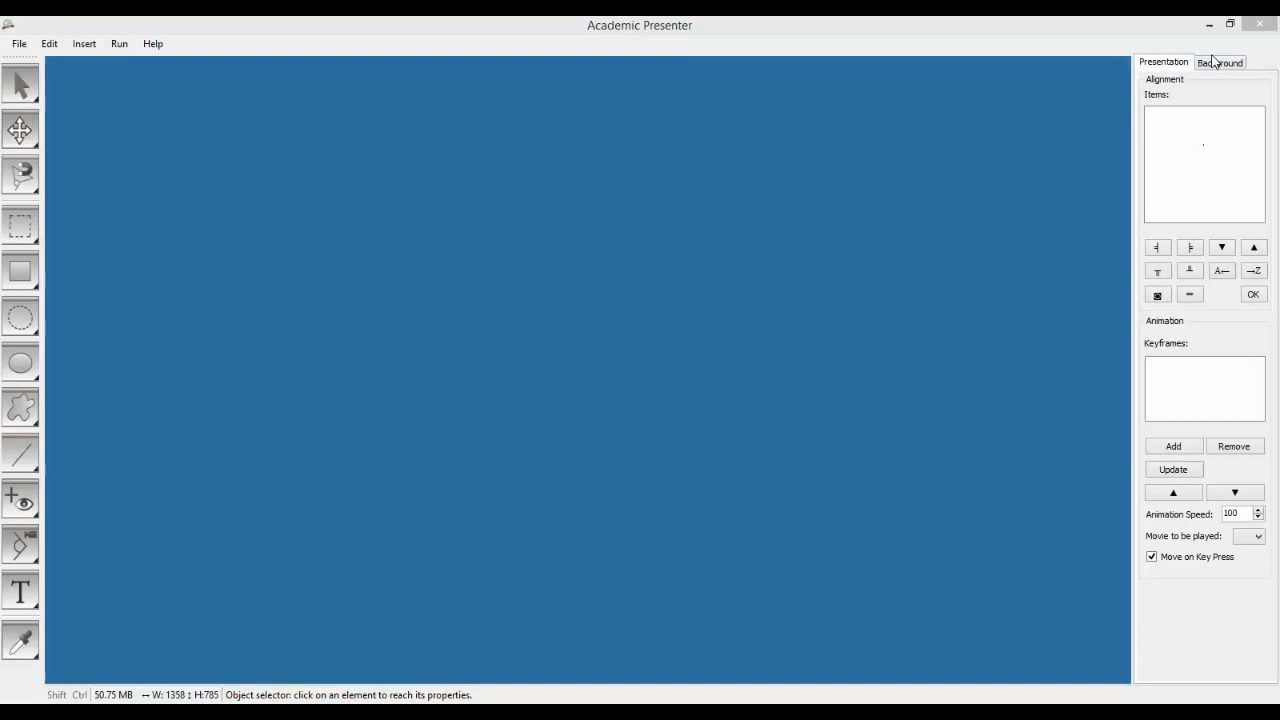 Academic Presenter
File Edit Insert Run Help
Presentation Background
Alignment
Items:
A← →Z
OK
Animation
Keyframes:
Add Remove
Update
▲ ▼
Animation Speed: 100
Movie to be played:
Move on Key Press
T
Shift Ctrl 50.75 MB ↔ W: 1358 ↕ H:785 Object selector: click on an element to reach its properties.